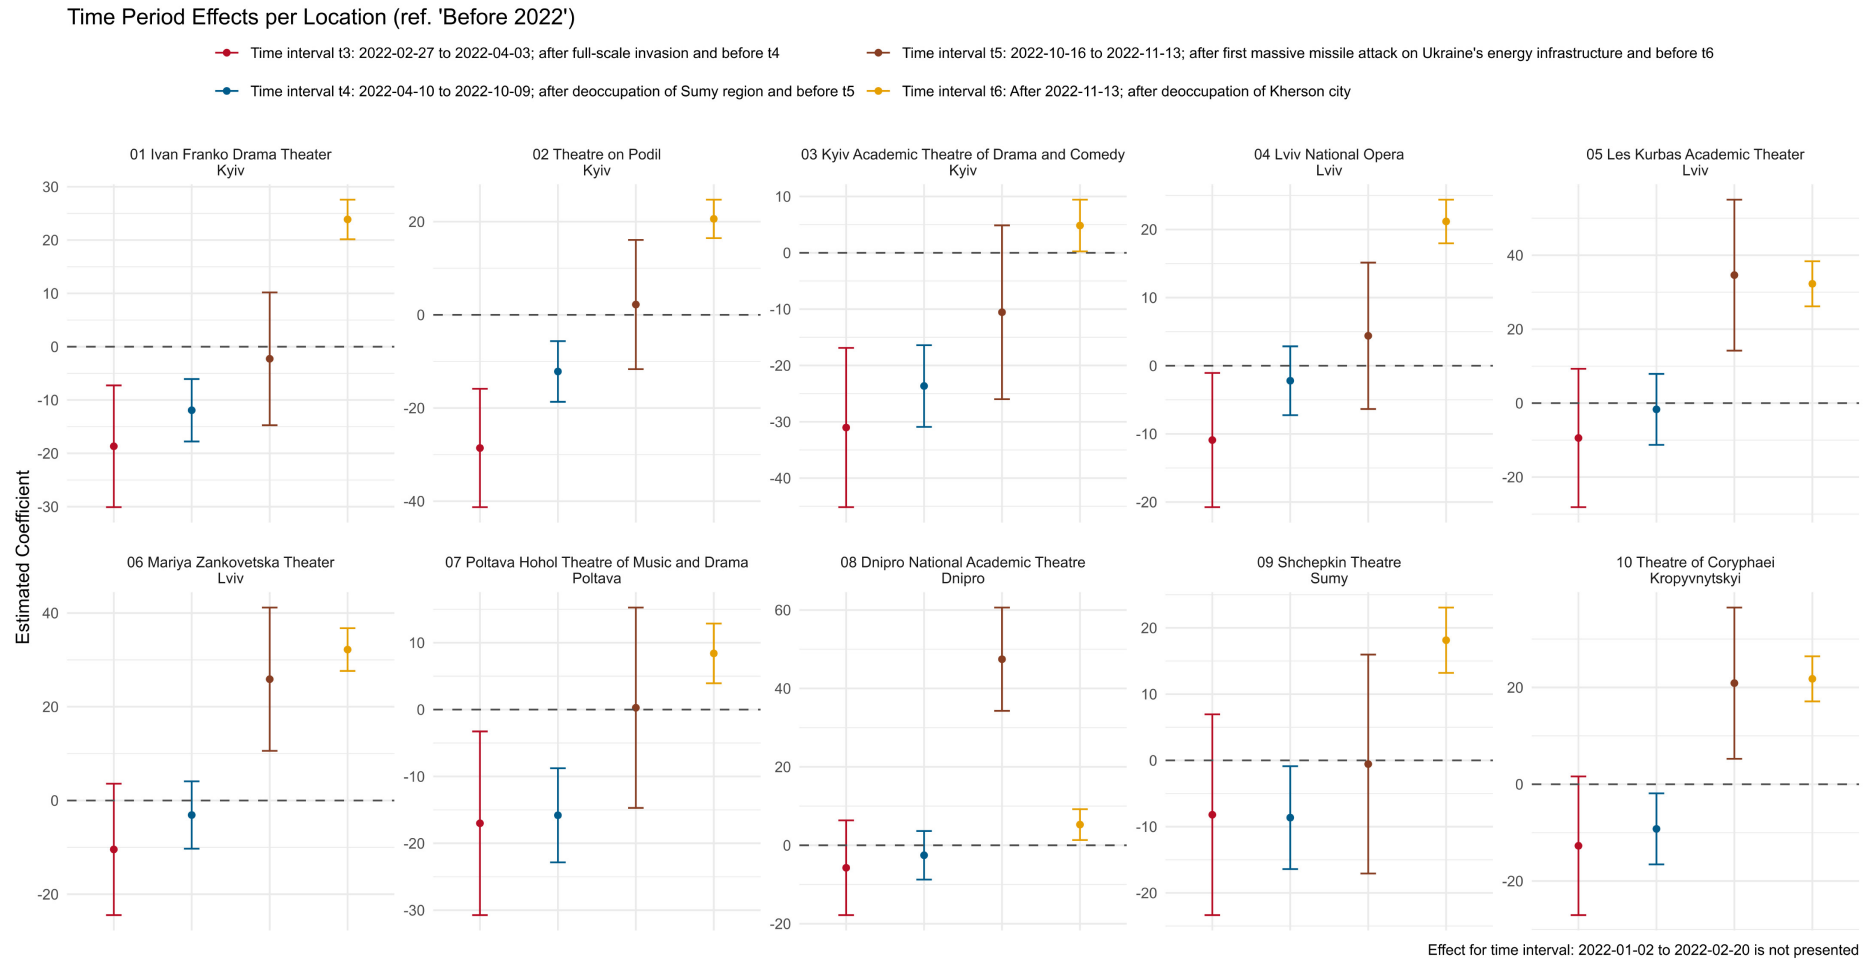 Time Period Effects per Location (ref. 'Before 2022')
Time interval t3: 2022-02-27 to 2022-04-03; after full-scale invasion and before t4
Time interval t5: 2022-10-16 to 2022-11-13; after first massive missile attack on Ukraine's energy infrastructure and before t6
Time interval t4: 2022-04-10 to 2022-10-09; after deoccupation of Sumy region and before t5
Time interval t6: After 2022-11-13; after deoccupation of Kherson city
Estimated Coefficient
01 Ivan Franko Drama Theater
Kyiv
30
20
10
0
-10
-20
-30
02 Theatre on Podil
Kyiv
20
0
-20
-40
03 Kyiv Academic Theatre of Drama and Comedy
Kyiv
10
0
-10
-20
-30
-40
04 Lviv National Opera
Lviv
20
10
0
-10
-20
05 Les Kurbas Academic Theater
Lviv
40
20
0
-20
06 Mariya Zankovetska Theater
Lviv
40
20
0
-20
07 Poltava Hohol Theatre of Music and Drama
Poltava
10
0
-10
-20
-30
08 Dnipro National Academic Theatre
Dnipro
60
40
20
0
-20
09 Shchepkin Theatre
Sumy
20
10
0
-10
-20
10 Theatre of Coryphaei
Kropyvnytskyi
20
0
-20
Effect for time interval: 2022-01-02 to 2022-02-20 is not presented